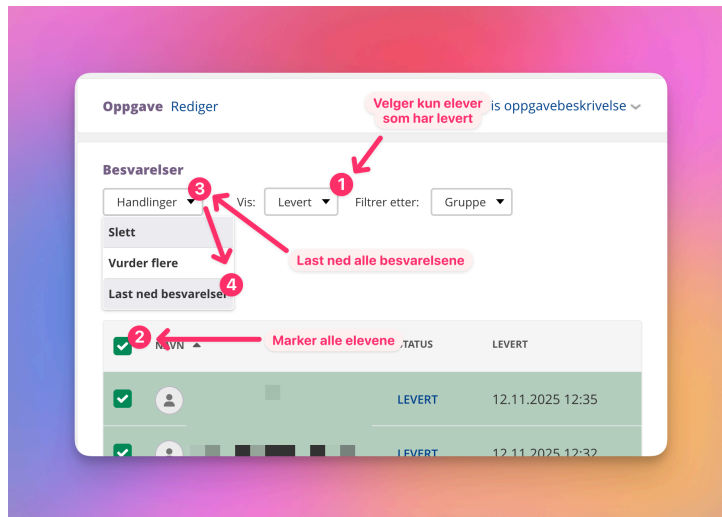 Oppgave Rediger
Velger kun elever
som har levert
is oppgavebeskrivelse
Besvarelser
1
3
Handlinger
Vis:
Levert
Filtrer etter:
Gruppe
Slett
Vurder flere
Last ned alle besvarelsene
4
Last ned besvarelser
2
NAVN
Marker alle elevene
TATUS
LEVERT
LEVERT
12.11.2025 12:35
LEVERT
12.11.2025 12:32